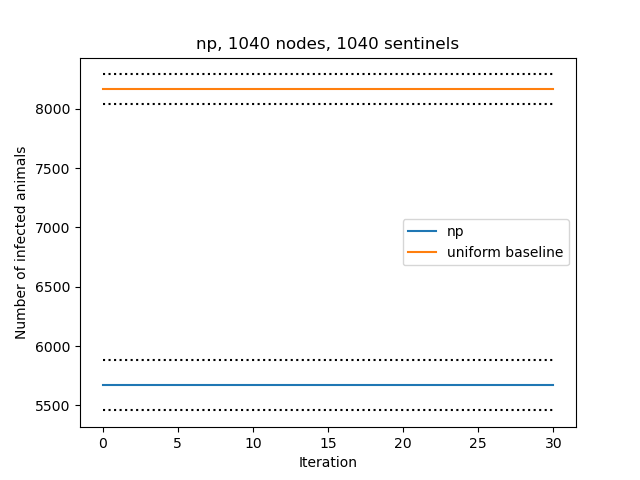 np, 1040 nodes, 1040 sentinels
8000
7500
7000
6500
6000
5500
Number of infected animals
np
uniform baseline
0 5 10 15 20 25 30
Iteration